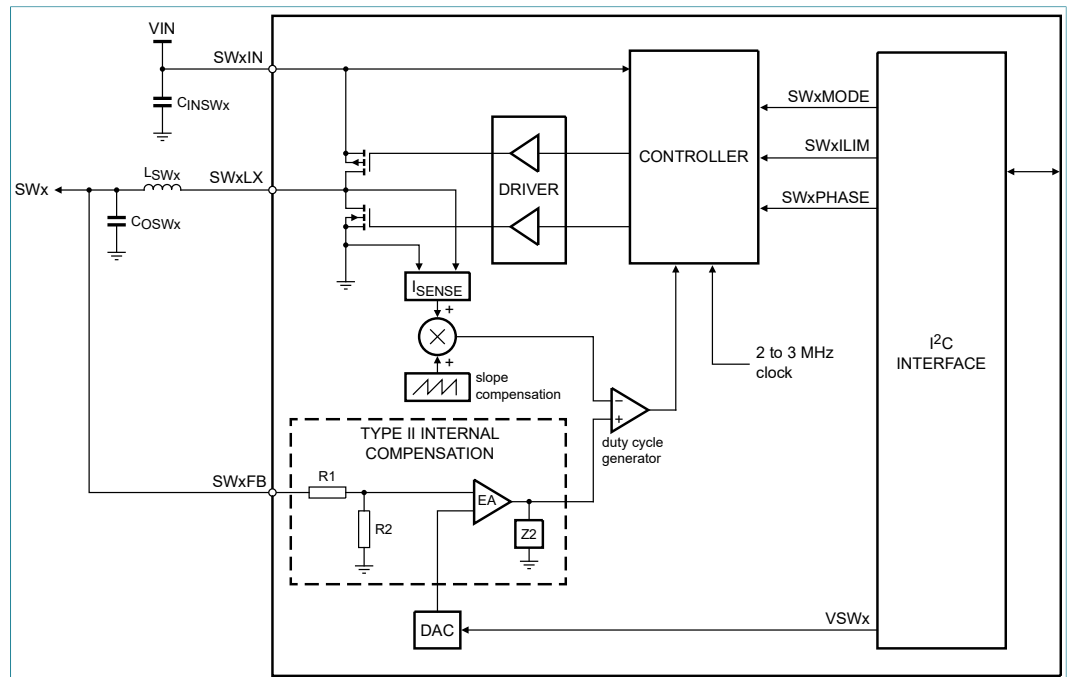 VIN
SWxIN
CINSWx
SWxMODE
CONTROLLER
SWxILIM
LSWx
SWxLX
SWx
DRIVER
SWxPHASE
COSWx
ISENSE
+
+
slope
compensation
2 to 3 MHz
clock
I2C
INTERFACE
−
+
duty cycle
generator
TYPE II INTERNAL
COMPENSATION
SWxFB
R1
EA
R2
Z2
VSWx
DAC